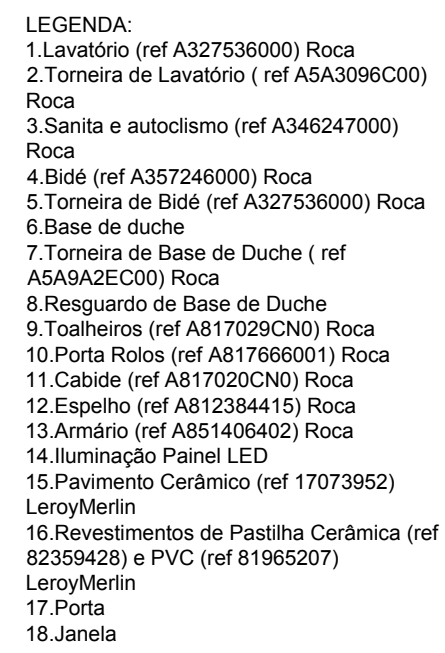 LEGENDA:
1.Lavatório (ref A327536000) Roca
2.Torneira de Lavatório ( ref A5A3096C00)
Roca
3.Sanita e autoclismo (ref A346247000)
Roca
4.Bidé (ref A357246000) Roca
5.Torneira de Bidé (ref A327536000) Roca
6.Base de duche
7.Torneira de Base de Duche ( ref
A5A9A2EC00) Roca
8.Resguardo de Base de Duche
9.Toalheiros (ref A817029CN0) Roca
10.Porta Rolos (ref A817666001) Roca
11.Cabide (ref A817020CN0) Roca
12.Espelho (ref A812384415) Roca
13.Armário (ref A851406402) Roca
14.Iluminação Painel LED
15.Pavimento Cerâmico (ref 17073952)
LeroyMerlin
16.Revestimentos de Pastilha Cerâmica (ref
82359428) e PVC (ref 81965207)
LeroyMerlin
17.Porta
18.Janela